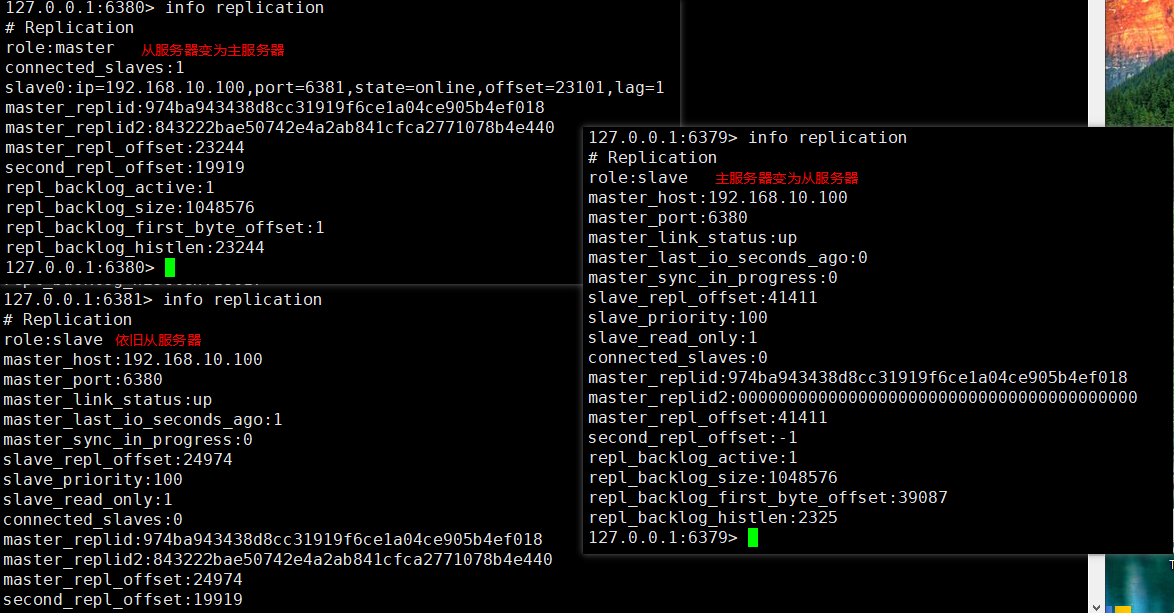 127.0.0.1:6380> info replication
# Replication
role:master 从服务器变为主服务器
connected_slaves:1
slave0:ip=192.168.10.100,port=6381,state=online,offset=23101,lag=1
master_replid:974ba943438d8cc31919f6ce1a04ce905b4ef018
master_replid2:843222bae50742e4a2ab841cfca2771078b4e440
master_repl_offset:23244
second_repl_offset:19919
repl_backlog_active:1
repl_backlog_size:1048576
repl_backlog_first_byte_offset:1
repl_backlog_histlen:23244
127.0.0.1:6380>
127.0.0.1:6381> info replication
# Replication
role:slave 依旧从服务器
master_host:192.168.10.100
master_port:6380
master_link_status:up
master_last_io_seconds_ago:1
master_sync_in_progress:0
slave_repl_offset:24974
slave_priority:100
slave_read_only:1
connected_slaves:0
master_replid:974ba943438d8cc31919f6ce1a04ce905b4ef018
master_replid2:843222bae50742e4a2ab841cfca2771078b4e440
master_repl_offset:24974
second_repl_offset:19919
127.0.0.1:6379> info replication
# Replication
role:slave 主服务器变为从服务器
master_host:192.168.10.100
master_port:6380
master_link_status:up
master_last_io_seconds_ago:0
master_sync_in_progress:0
slave_repl_offset:41411
slave_priority:100
slave_read_only:1
connected_slaves:0
master_replid:974ba943438d8cc31919f6ce1a04ce905b4ef018
master_replid2:0000000000000000000000000000000000000000
master_repl_offset:41411
second_repl_offset:-1
repl_backlog_active:1
repl_backlog_size:1048576
repl_backlog_first_byte_offset:39087
repl_backlog_histlen:2325
127.0.0.1:6379>